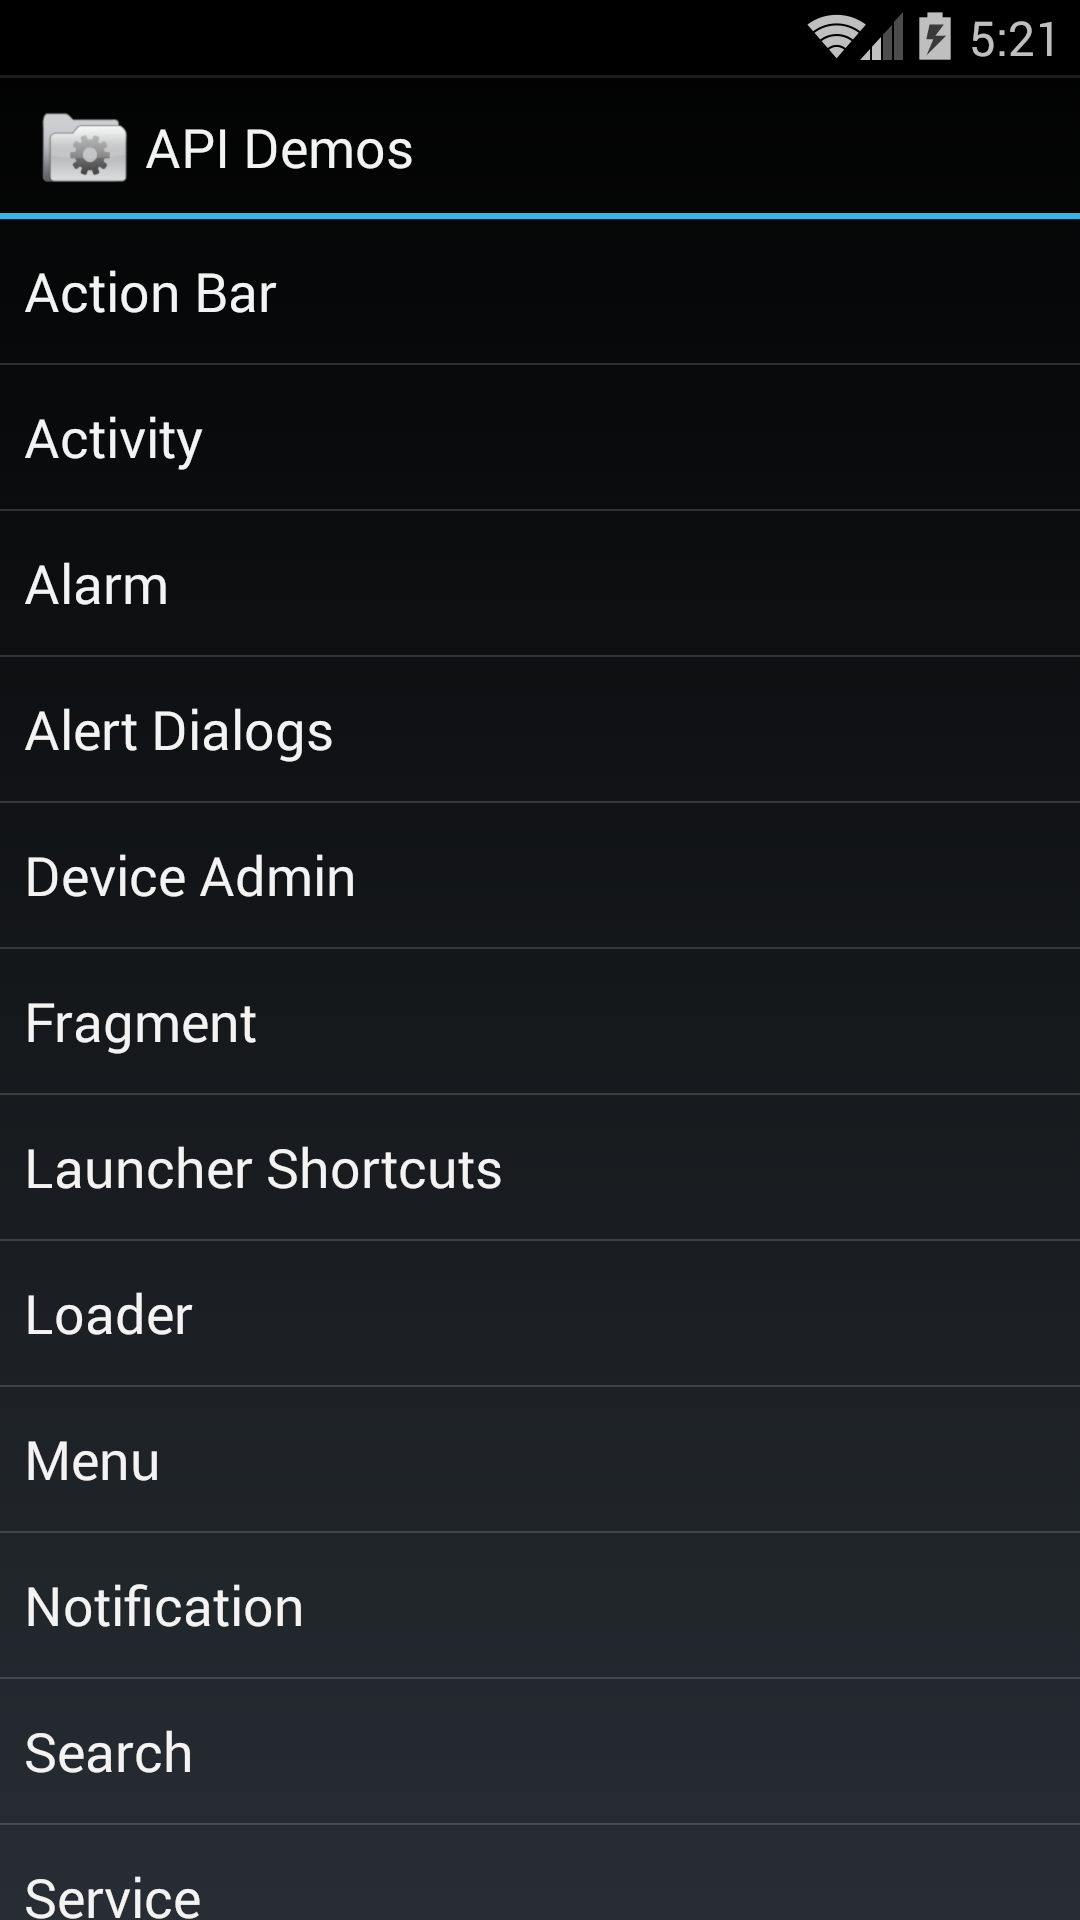 5:21
API Demos
Action Bar
Activity
Alarm
Alert Dialogs
Device Admin
Fragment
Launcher Shortcuts
Loader
Menu
Notification
Search
Service